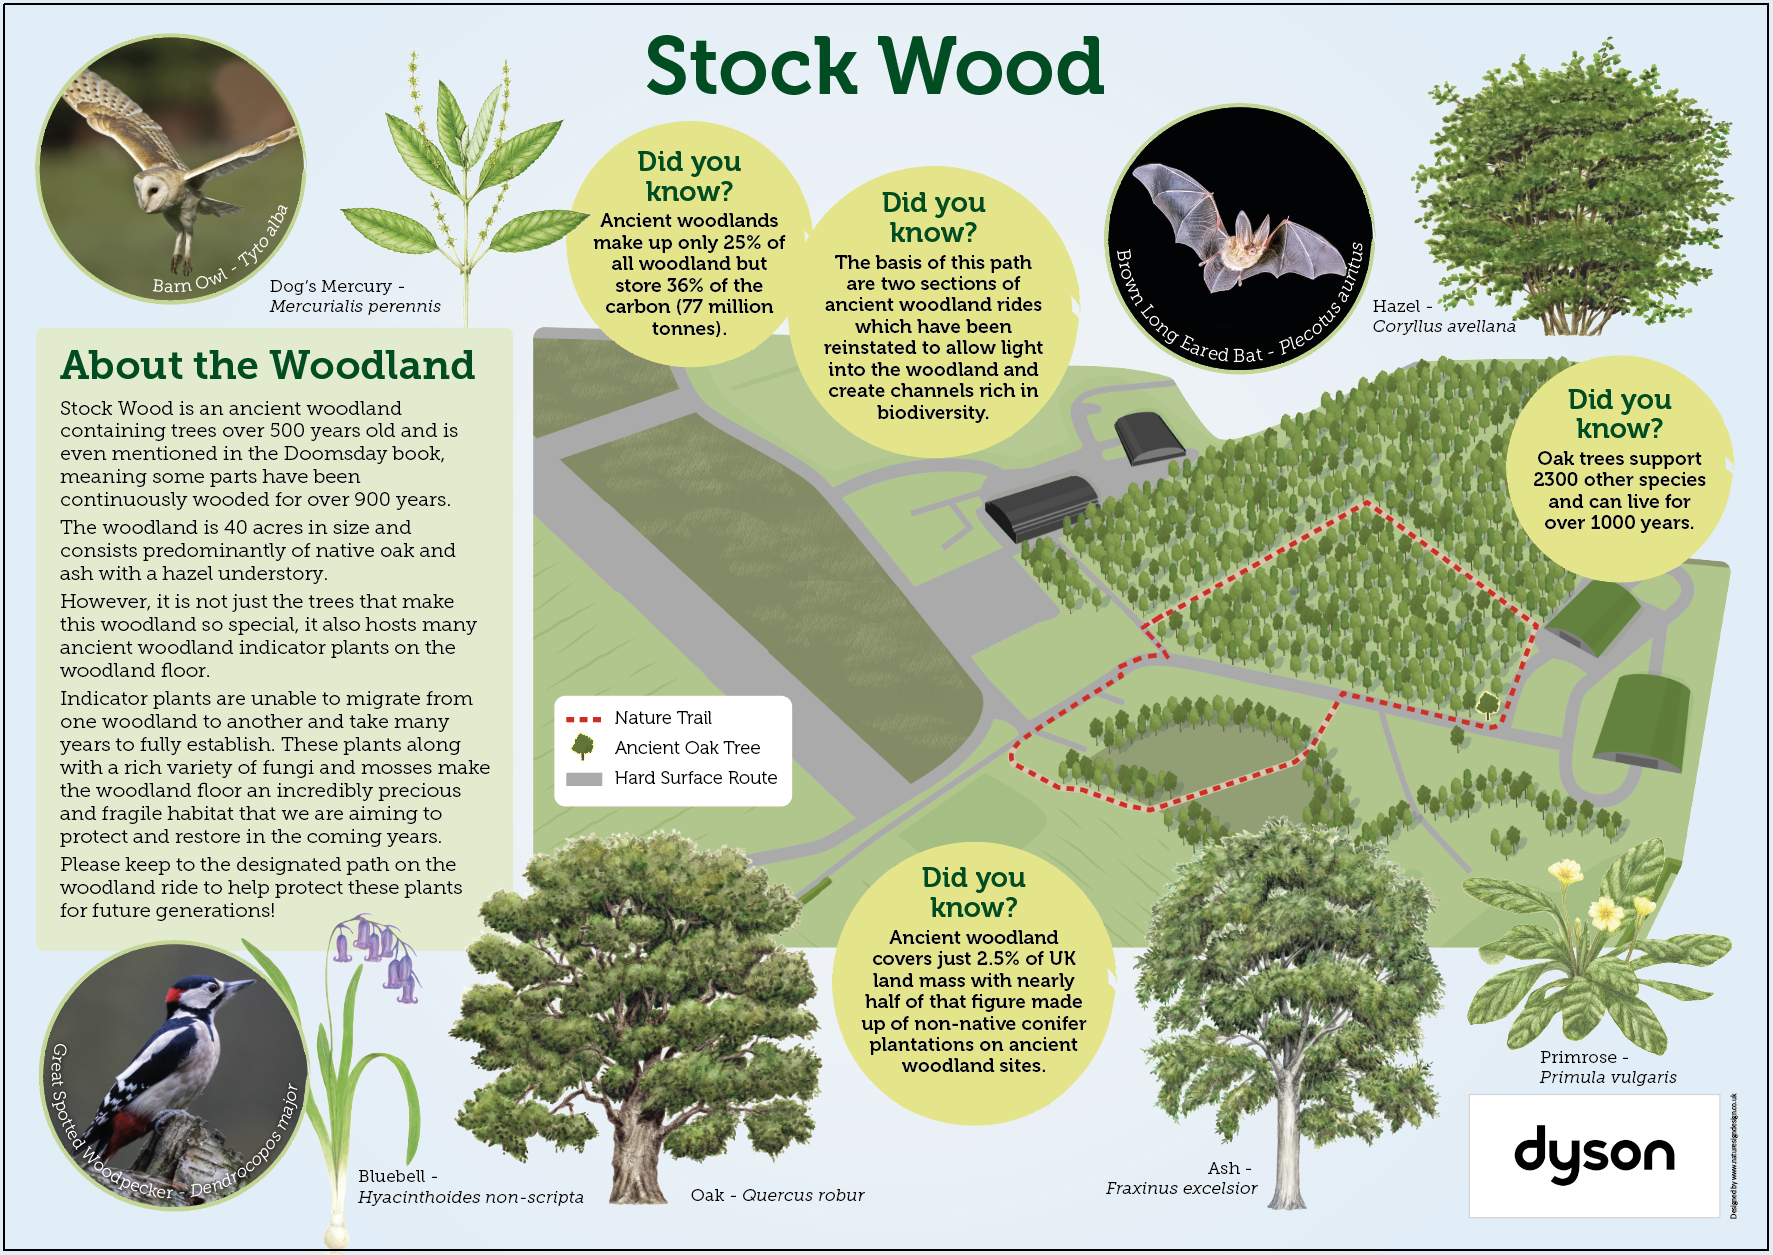 Stock Wood
Barn Owl - Tyto alba
Dog's Mercury -
Mercurialis perennis
Did you
know?
Ancient woodlands
make up only 25% of
all woodland but
store 36% of the
carbon (77 million
tonnes).
Did you
know?
The basis of this path
are two sections of
ancient woodland rides
which have been
reinstated to allow light
into the woodland and
create channels rich in
biodiversity.
Brown Long Eared Bat - Plecotus auritus
Hazel -
Coryllus avellana
Did you
know?
Oak trees support
2300 other species
and can live for
over 1000 years.
About the Woodland
Stock Wood is an ancient woodland
containing trees over 500 years old and is
even mentioned in the Doomsday book,
meaning some parts have been
continuously wooded for over 900 years.
The woodland is 40 acres in size and
consists predominantly of native oak and
ash with a hazel understory.
However, it is not just the trees that make
this woodland so special, it also hosts many
ancient woodland indicator plants on the
woodland floor.
Indicator plants are unable to migrate from
one woodland to another and take many
years to fully establish. These plants along
with a rich variety of fungi and mosses make
the woodland floor an incredibly precious
and fragile habitat that we are aiming to
protect and restore in the coming years.
Please keep to the designated path on the
woodland ride to help protect these plants
for future generations!
Nature Trail
Ancient Oak Tree
Hard Surface Route
Did you
know?
Ancient woodland
covers just 2.5% of UK
land mass with nearly
half of that figure made
up of non-native conifer
plantations on ancient
woodland sites.
Great Spotted Woodpecker - Dendrocopos major
Bluebell -
Hyacinthoides non-scripta
Oak - Quercus robur
Ash -
Fraxinus excelsior
Primrose -
Primula vulgaris
dyson
Designed by www.naturesigndesign.co.uk